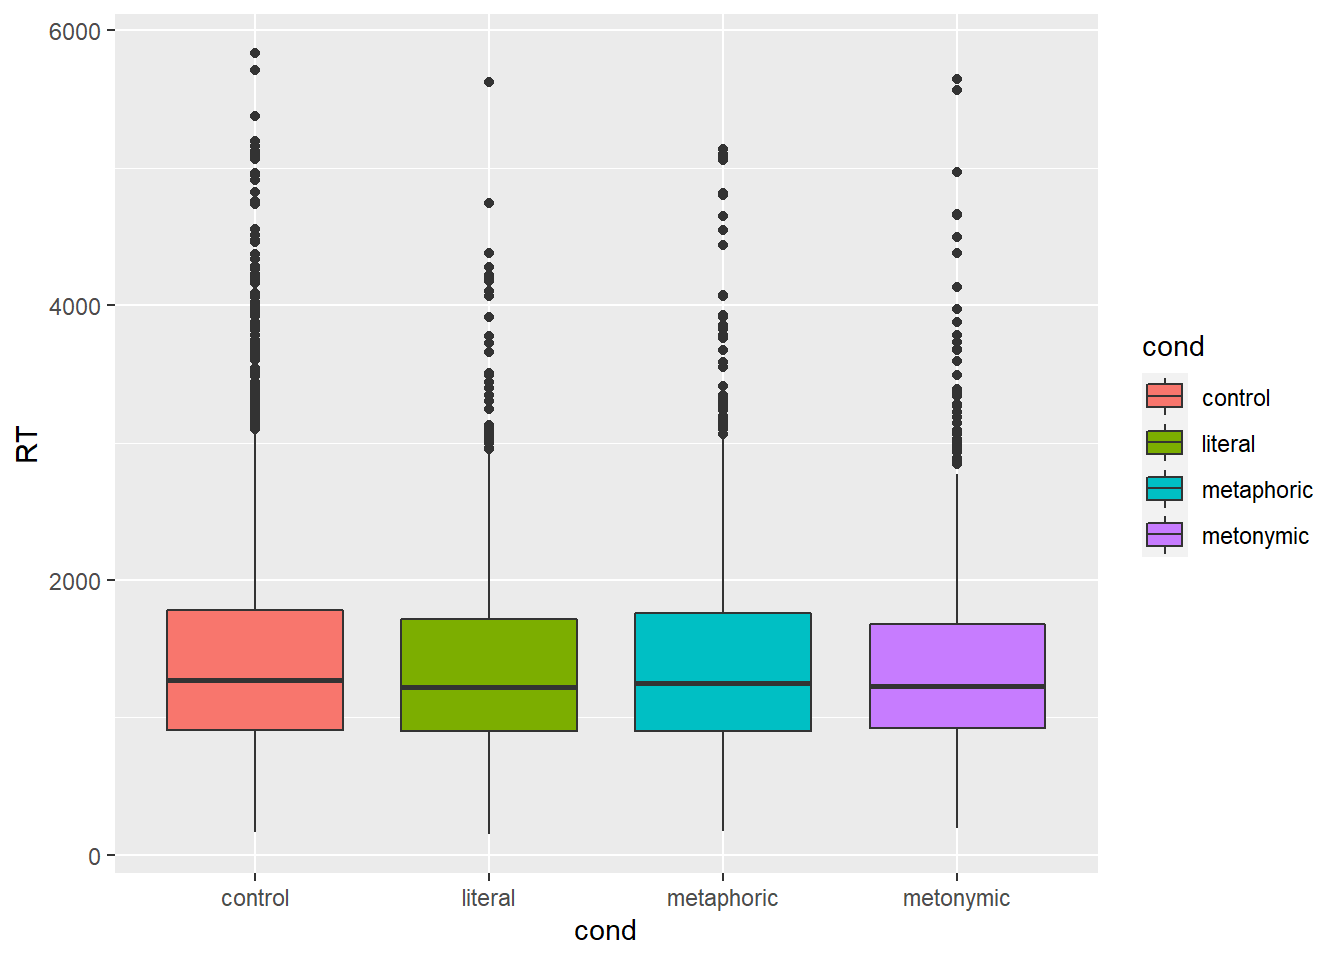 6000
4000
2000
0
RT
control
literal
metaphoric
metonymic
cond
cond
control
literal
metaphoric
metonymic